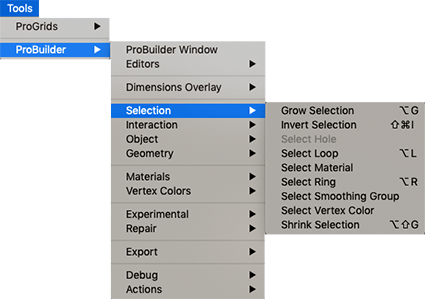 Tools
ProGrids
ProBuilder
ProBuilder Window
Editors
Dimensions Overlay
Selection
Interaction
Object
Geometry
Materials
Vertex Colors
Experimental
Repair
Export
Debug
Actions
Grow Selection ⌥G
Invert Selection ⇧⌘I
Select Hole
Select Loop ⌥L
Select Material
Select Ring ⌥R
Select Smoothing Group
Select Vertex Color
Shrink Selection ⌥⇧G